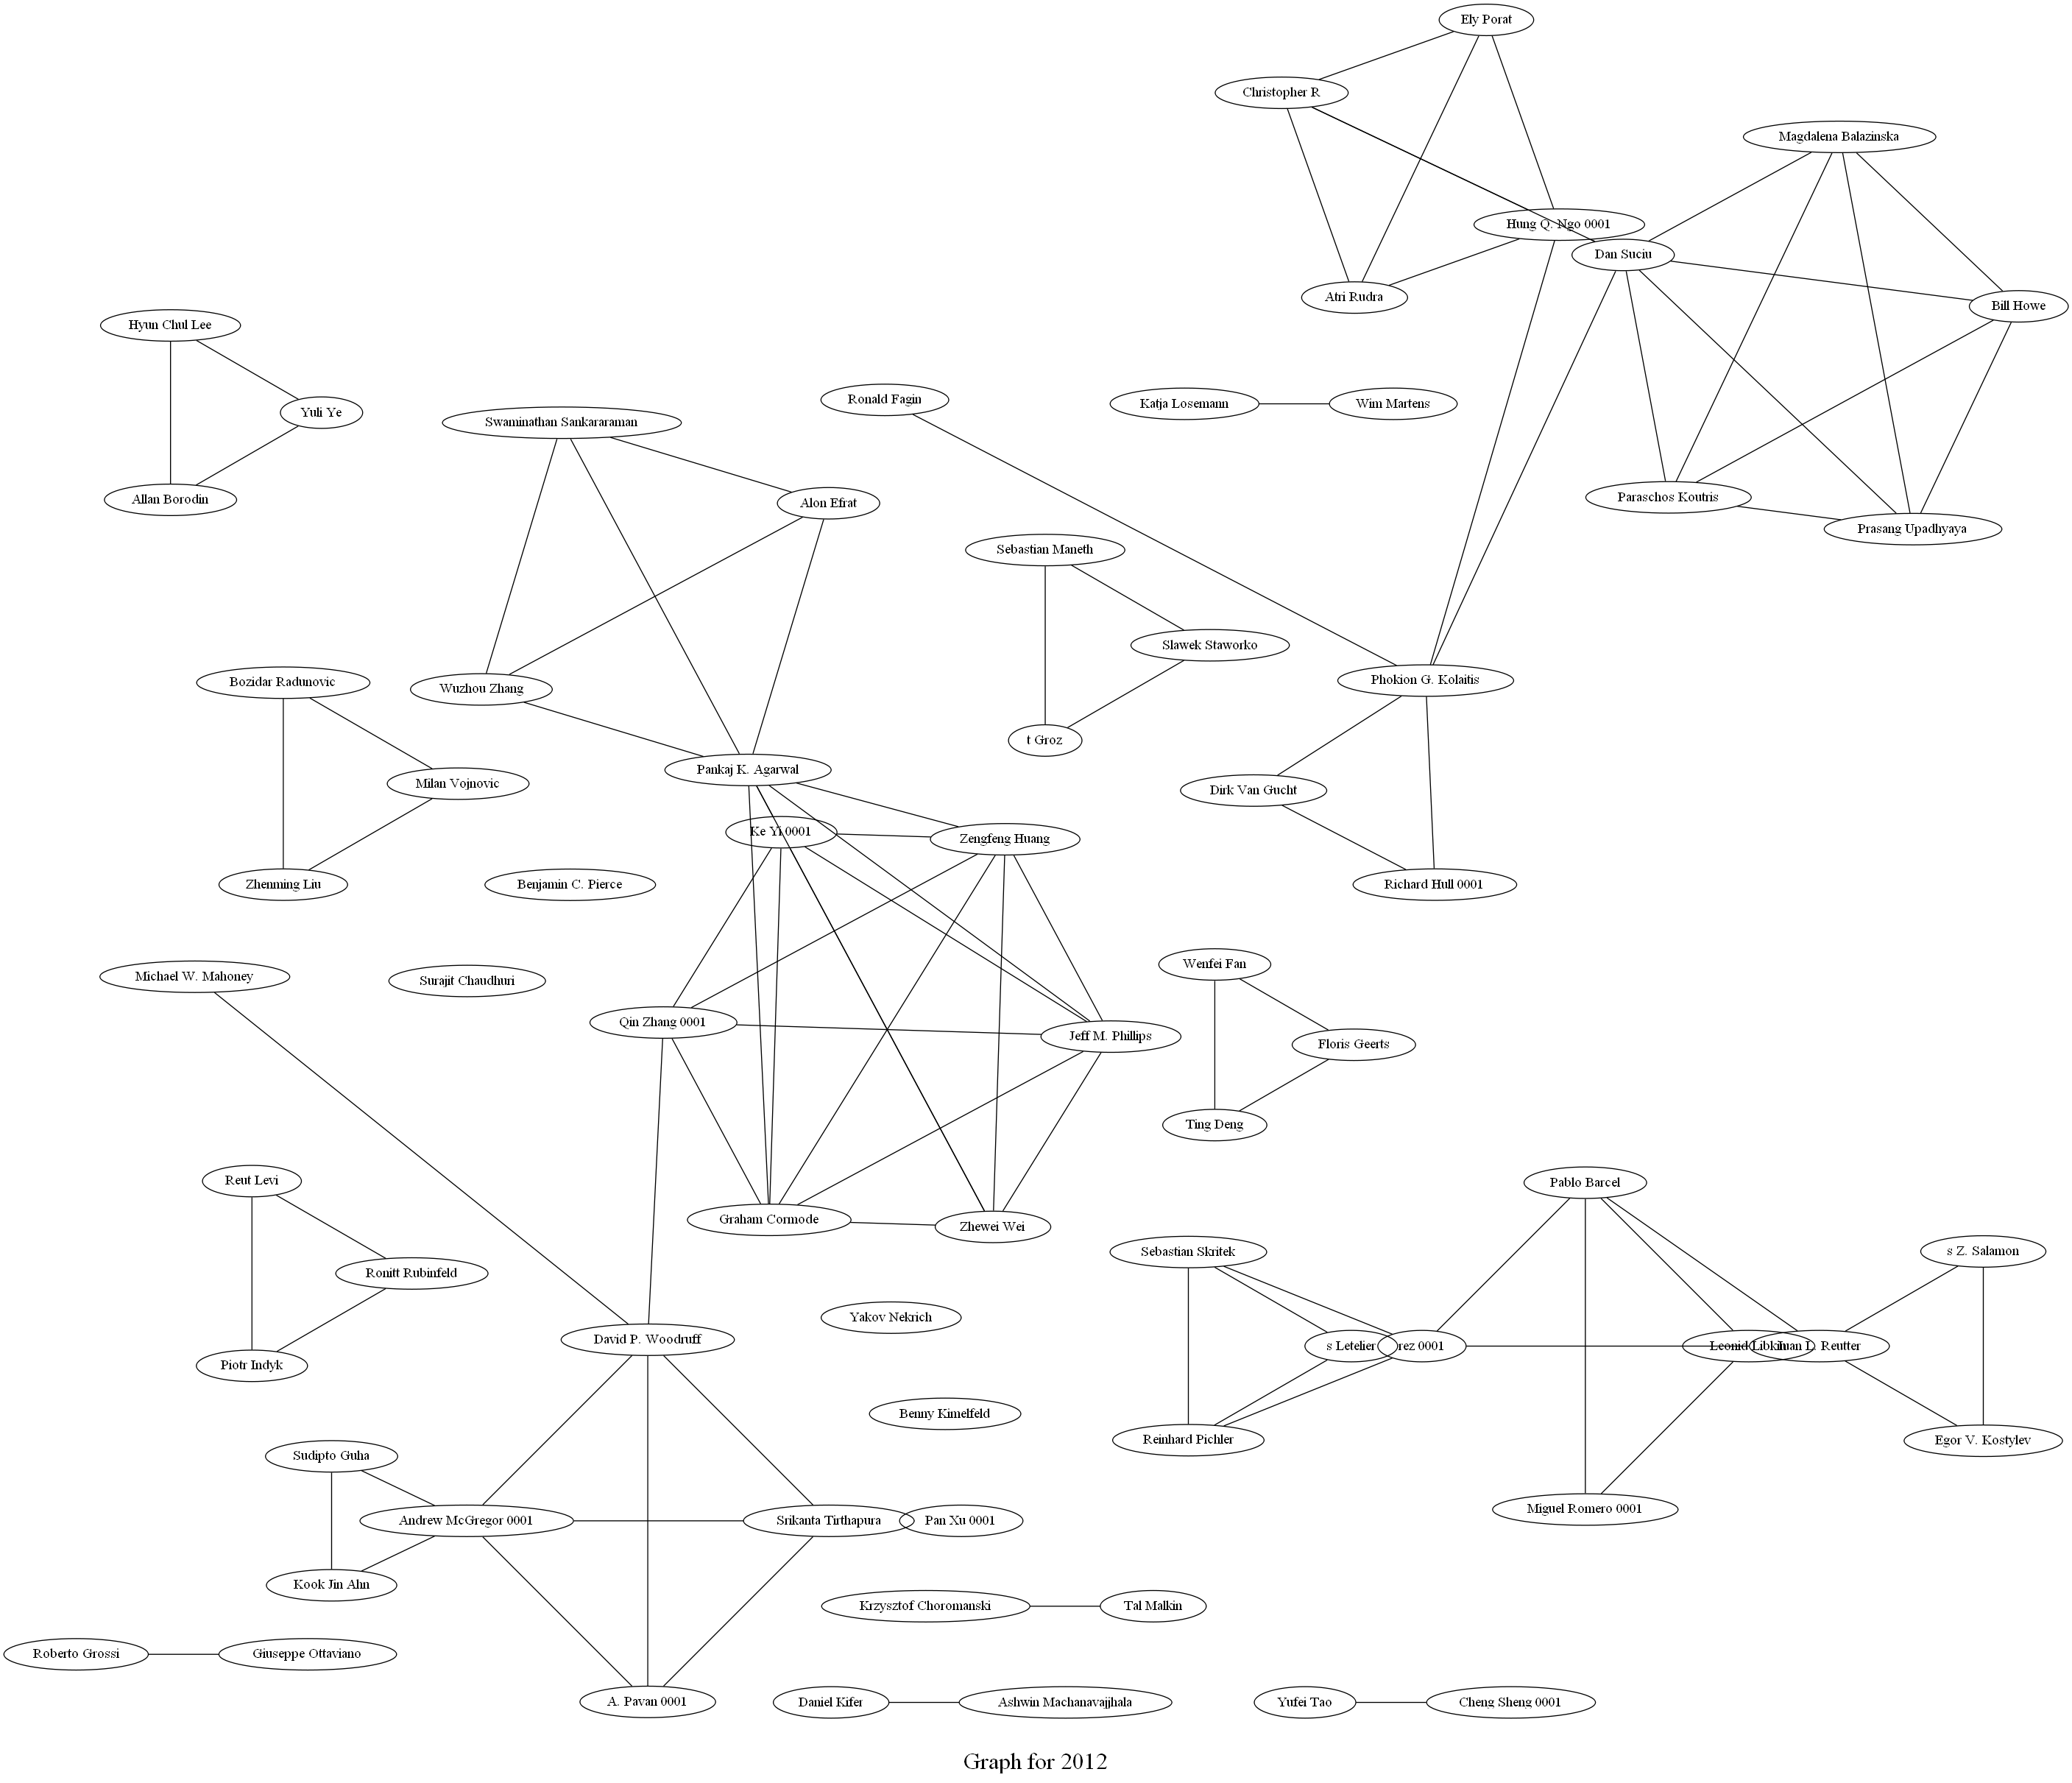 Ely Porat
Christopher R
Magdalena Balazinska
Hung Q. Ngo 0001
Dan Suciu
Atri Rudra
Bill Howe
Hyun Chul Lee
Ronald Fagin
Katja Losemann
Wim Martens
Yuli Ye
Swaminathan Sankararaman
Allan Borodin
Alon Efrat
Paraschos Koutris
Prasang Upadhyaya
Sebastian Maneth
Slawek Staworko
Bozidar Radunovic
Wuzhou Zhang
Phokion G. Kolaitis
t Groz
Pankaj K. Agarwal
Milan Vojnovic
Dirk Van Gucht
Ke Yi 0001
Zengfeng Huang
Zhenming Liu
Benjamin C. Pierce
Richard Hull 0001
Michael W. Mahoney
Surajit Chaudhuri
Wenfei Fan
Qin Zhang 0001
Jeff M. Phillips
Floris Geerts
Ting Deng
Reut Levi
Pablo Barcel
Graham Cormode
Zhewei Wei
Sebastian Skritek
s Z. Salamon
Ronitt Rubinfeld
Yakov Nekrich
David P. Woodruff
s Letelier
rez 0001
Leonid Libkin
Juan L. Reutter
Piotr Indyk
Benny Kimelfeld
Reinhard Pichler
Egor V. Kostylev
Sudipto Guha
Miguel Romero 0001
Andrew McGregor 0001
Srikanta Tirthapura
Pan Xu 0001
Kook Jin Ahn
Krzysztof Choromanski
Tal Malkin
Roberto Grossi
Giuseppe Ottaviano
A. Pavan 0001
Daniel Kifer
Ashwin Machanavajjhala
Yufei Tao
Cheng Sheng 0001
Graph for 2012